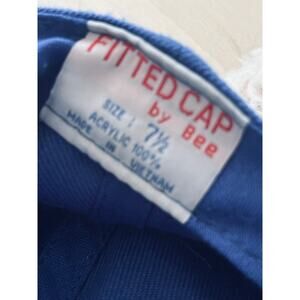 FITTED CAP
by Bee
SIZE : 7½
ACRYLIC 100%
MADE IN VIETNAM